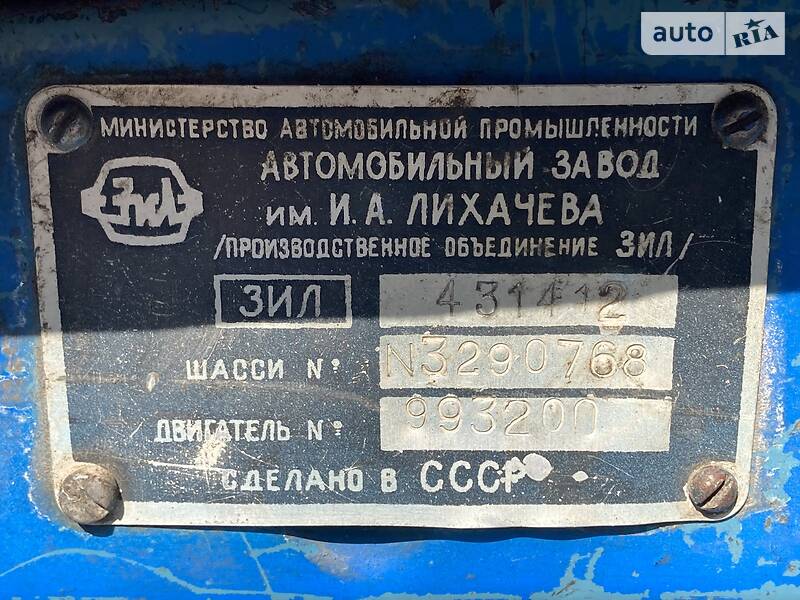 auto RIA
МИНИСТЕРСТВО АВТОМОБИЛЬНОЙ ПРОМЫШЛЕННОСТИ
АВТОМОБИЛЬНЫЙ ЗАВОД
ЗИЛ
им. И. А. ЛИХАЧЕВА
/ПРОИЗВОДСТВЕННОЕ ОБЪЕДИНЕНИЕ ЗИЛ/
ЗИЛ 431412
ШАССИ №: N3290768
ДВИГАТЕЛЬ №: 993200
СДЕЛАНО В СССР